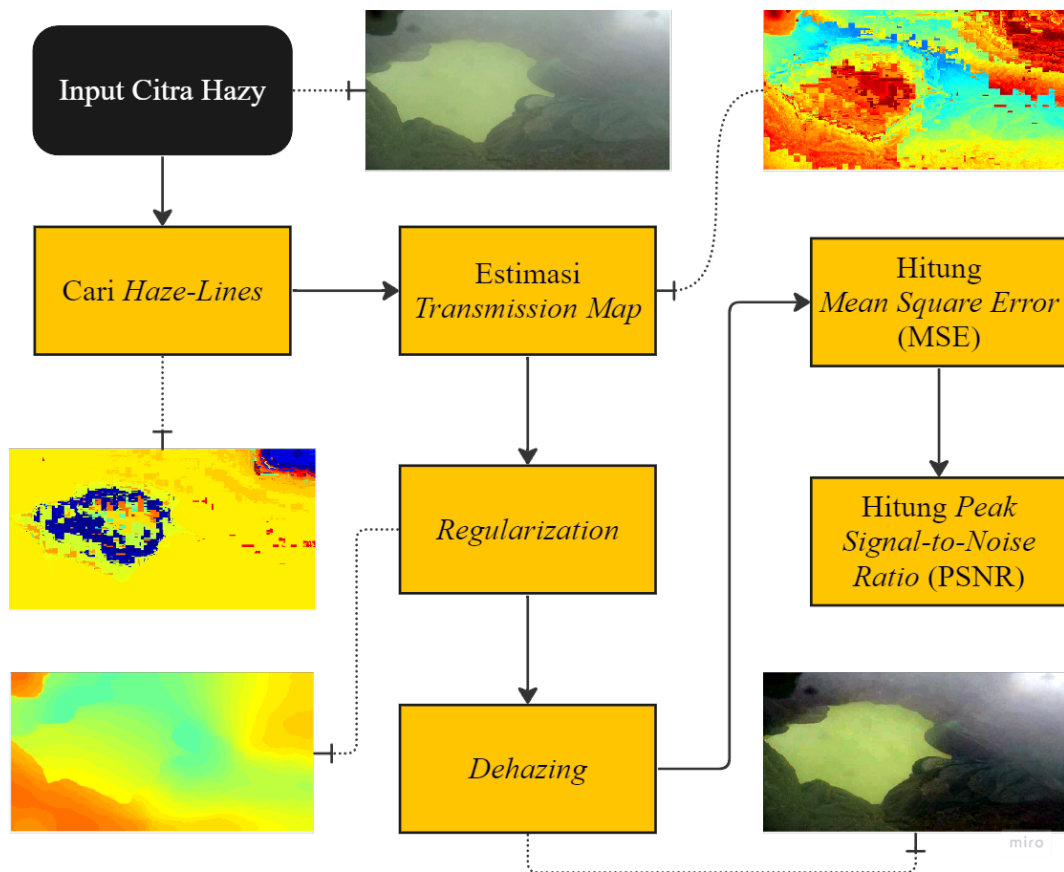 Input Citra Hazy
Cari Haze-Lines
Estimasi
Transmission Map
Hitung
Mean Square Error
(MSE)
Regularization
Hitung Peak
Signal-to-Noise
Ratio (PSNR)
Dehazing
miro